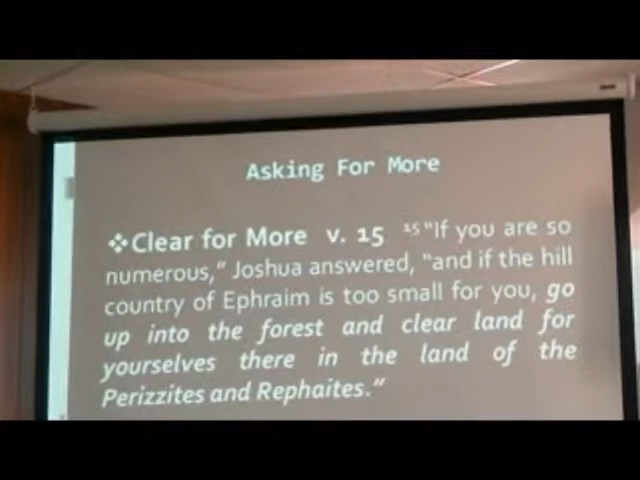 Asking For More
❖Clear for More v. 15 ¹⁵“If you are so
numerous,” Joshua answered, “and if the hill
country of Ephraim is too small for you, go
up into the forest and clear land for
yourselves there in the land of the
Perizzites and Rephaites.”